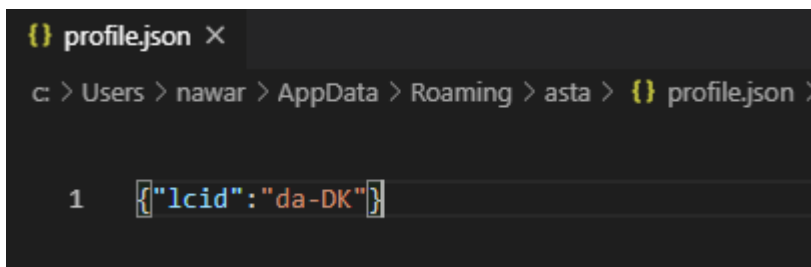 {} profile.json ×
c: > Users > nawar > AppData > Roaming > asta > {} profile.json >
1 {"lcid":"da-DK"}